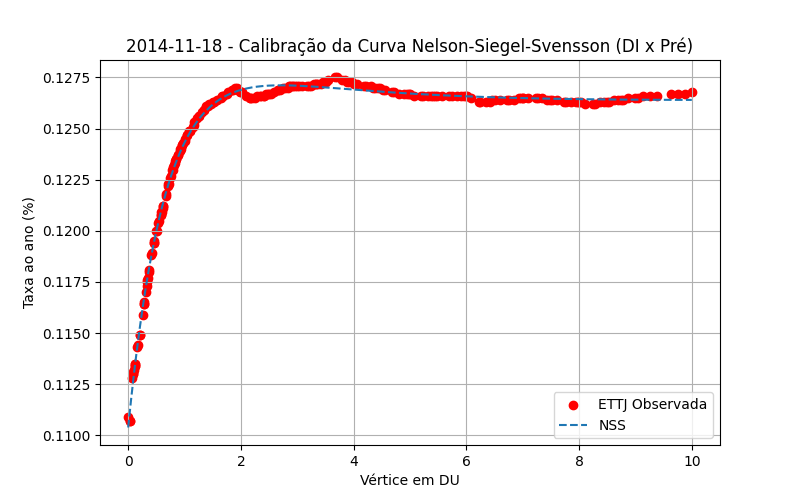 2014-11-18 - Calibração da Curva Nelson-Siegel-Svensson (DI x Pré)
Taxa ao ano (%)
0.1275
0.1250
0.1225
0.1200
0.1175
0.1150
0.1125
0.1100
0 2 4 6 8 10
Vértice em DU
ETTJ Observada
NSS